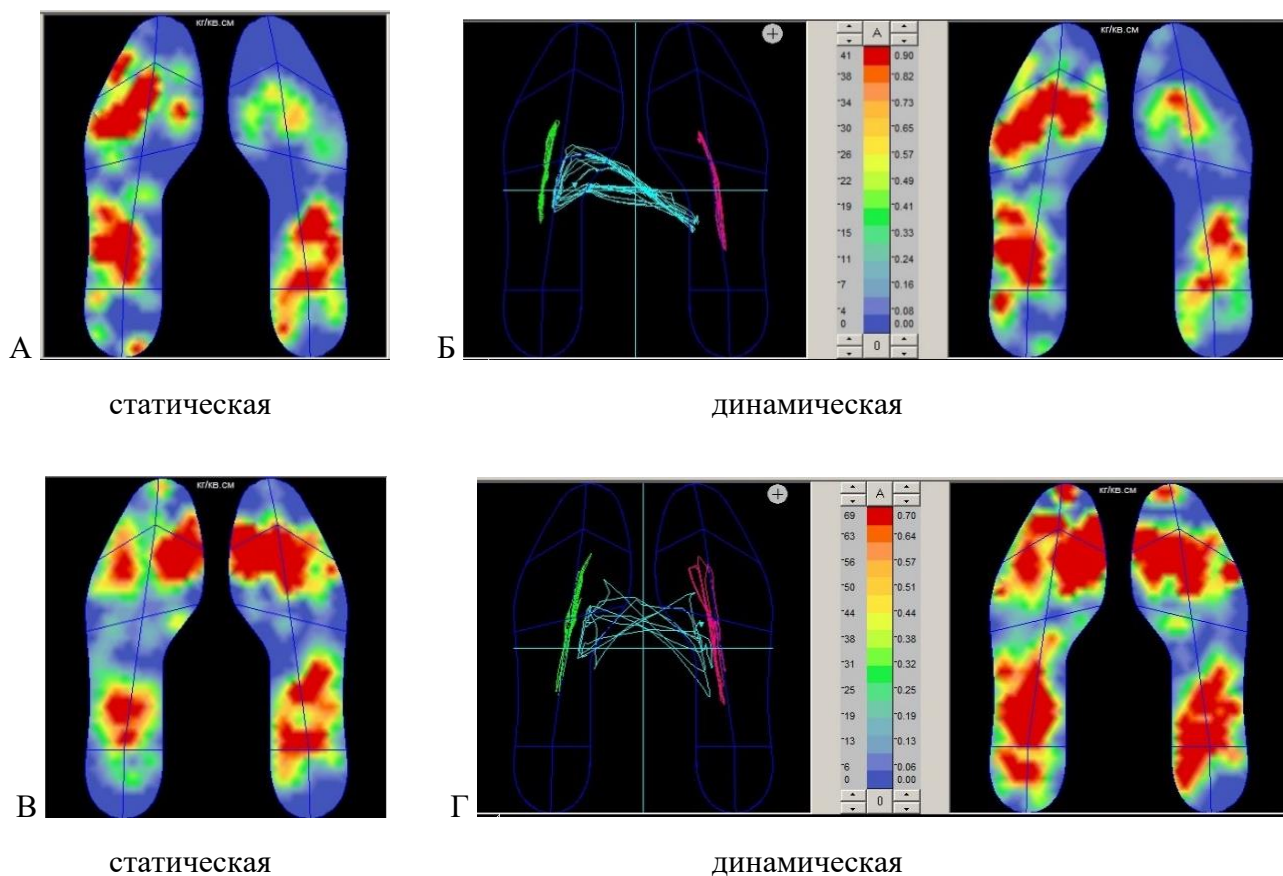 кг/кв.см
А
Б
А
41 0.90
38 0.82
34 0.73
30 0.65
26 0.57
22 0.49
19 0.41
15 0.33
11 0.24
7 0.16
4 0.08
0 0.00
0
кг/кв.см
статическая
динамическая
кг/кв.см
В
Г
А
69 0.70
63 0.64
56 0.57
50 0.51
44 0.44
38 0.38
31 0.32
25 0.25
19 0.19
13 0.13
6 0.06
0 0.00
0
кг/кв.см
статическая
динамическая